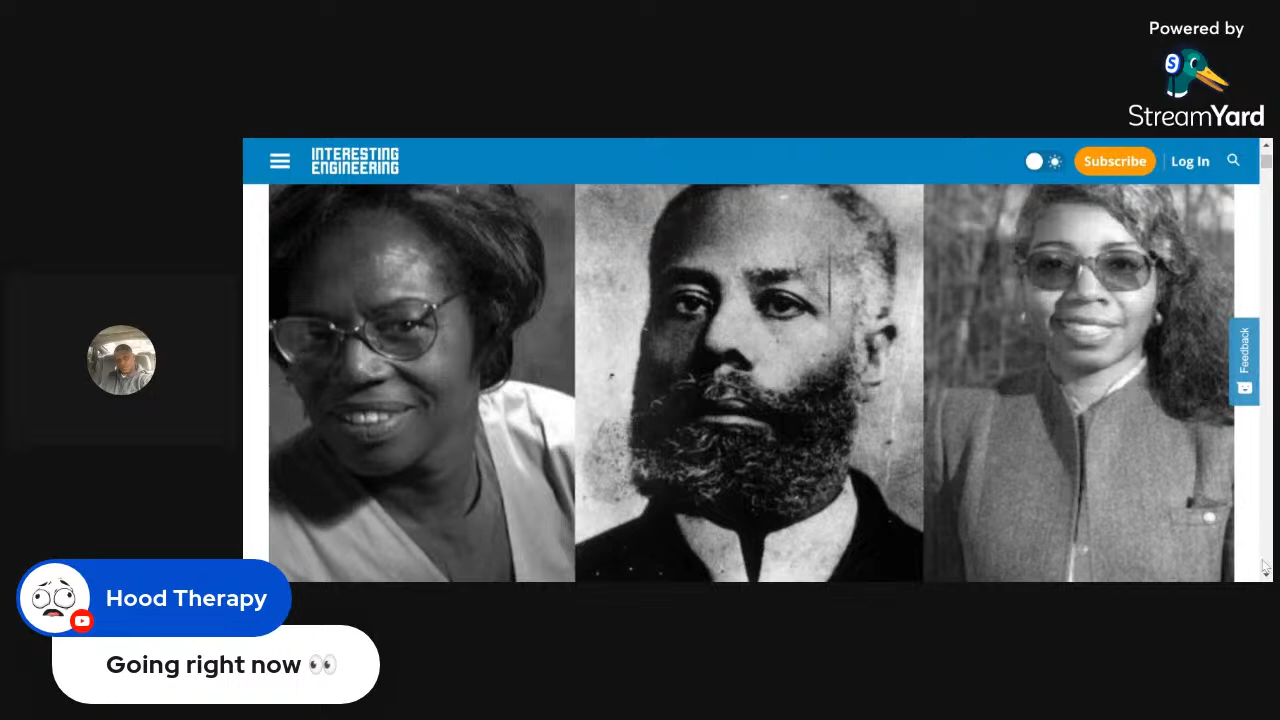 Powered by
StreamYard
INTERESTING
ENGINEERING
Subscribe
Log In
Feedback
S
Hood Therapy
Going right now 👀